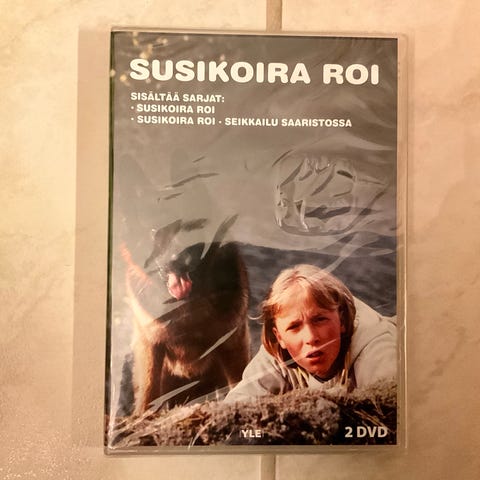 SUSIKOIRA ROI
SISÄLTÄÄ SARJAT:
· SUSIKOIRA ROI
· SUSIKOIRA ROI - SEIKKAILU SAARISTOSSA
YLE
2 DVD